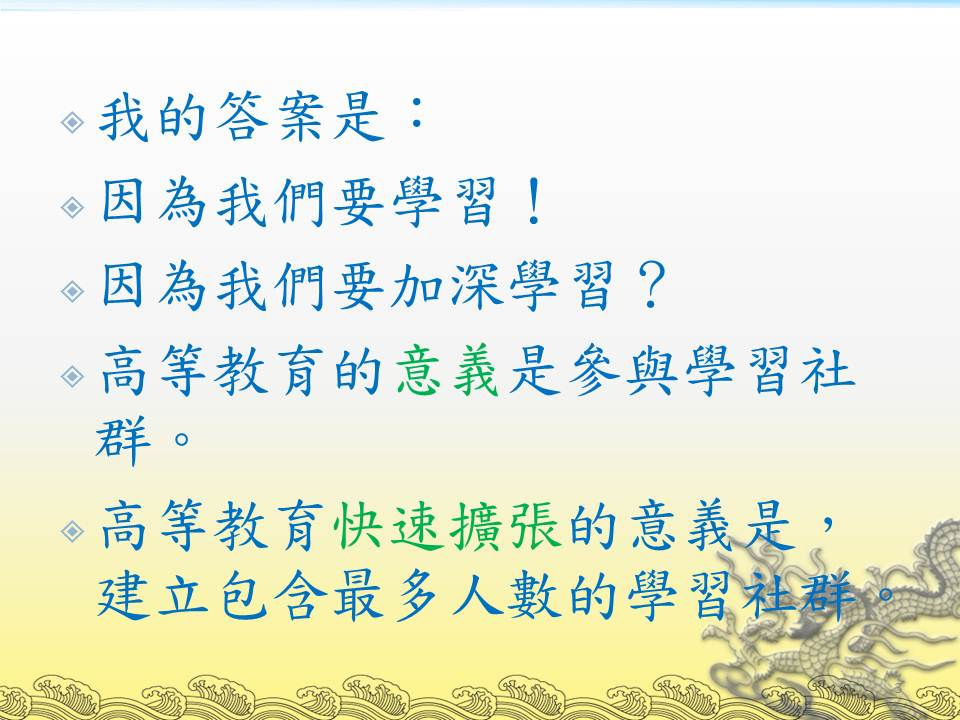 我的答案是：
因為我們要學習！
因為我們要加深學習？
高等教育的意義是參與學習社
群。
高等教育快速擴張的意義是，
建立包含最多人數的學習社群。